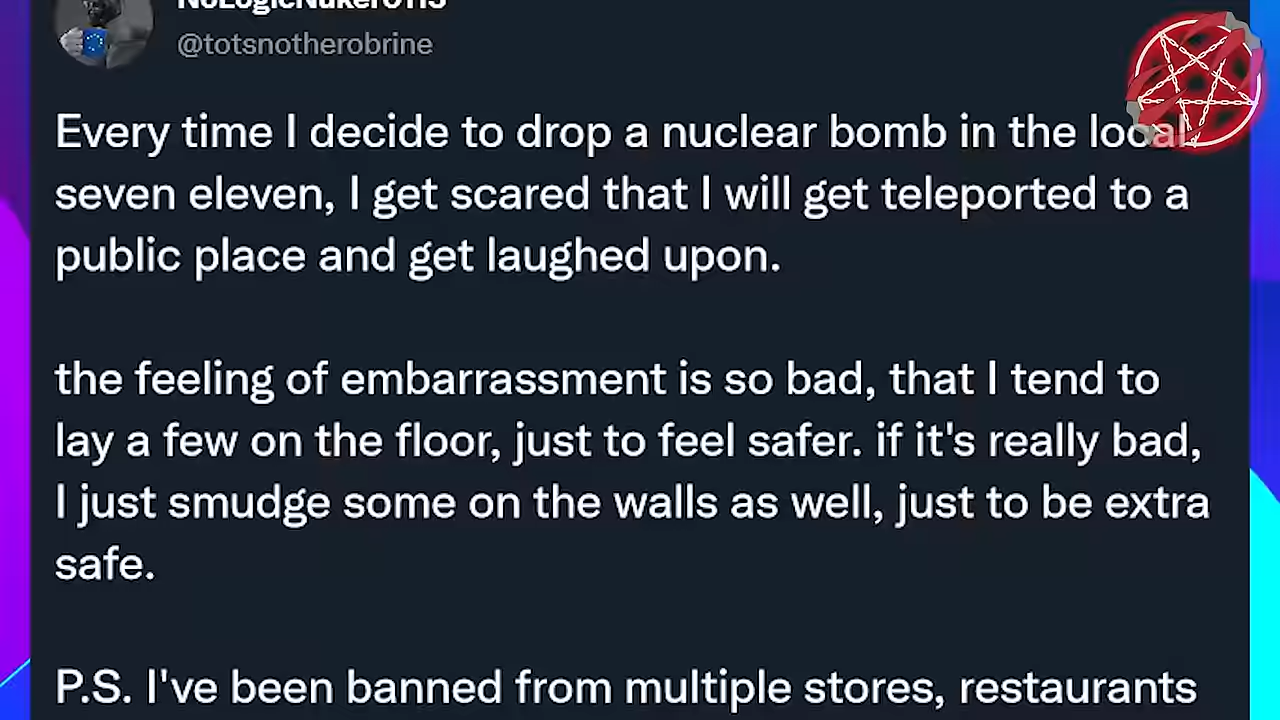 @totsnotherobrine
Every time I decide to drop a nuclear bomb in the local
seven eleven, I get scared that I will get teleported to a
public place and get laughed upon.
the feeling of embarrassment is so bad, that I tend to
lay a few on the floor, just to feel safer. if it's really bad,
I just smudge some on the walls as well, just to be extra
safe.
P.S. I've been banned from multiple stores, restaurants